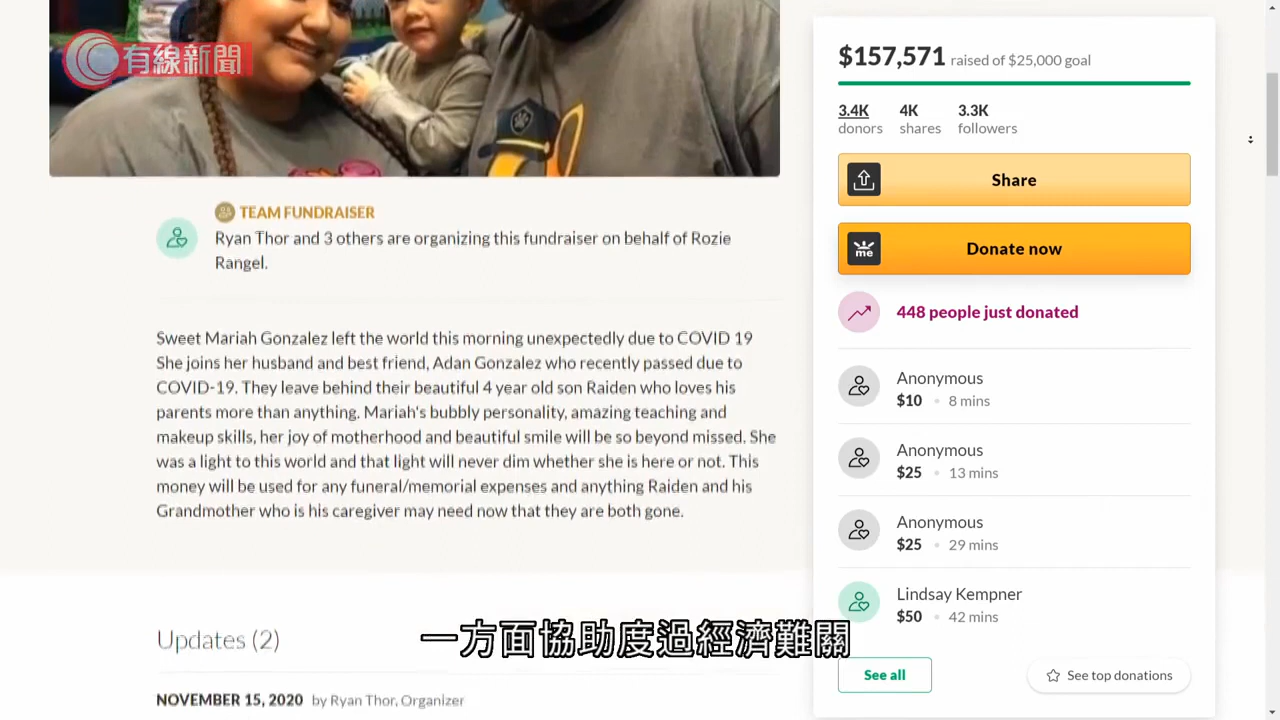 有線新聞
$157,571 raised of $25,000 goal
3.4K 4K 3.3K
donors shares followers
Share
me Donate now
448 people just donated
Anonymous
$10 • 8 mins
Anonymous
$25 • 13 mins
Anonymous
$25 • 29 mins
Lindsay Kempner
$50 • 42 mins
See all
See top donations
TEAM FUNDRAISER
Ryan Thor and 3 others are organizing this fundraiser on behalf of Rozie
Rangel.
Sweet Mariah Gonzalez left the world this morning unexpectedly due to COVID 19
She joins her husband and best friend, Adan Gonzalez who recently passed due to
COVID-19. They leave behind their beautiful 4 year old son Raiden who loves his
parents more than anything. Mariah's bubbly personality, amazing teaching and
makeup skills, her joy of motherhood and beautiful smile will be so beyond missed. She
was a light to this world and that light will never dim whether she is here or not. This
money will be used for any funeral/memorial expenses and anything Raiden and his
Grandmother who is his caregiver may need now that they are both gone.
Updates (2)
NOVEMBER 15, 2020 by Ryan Thor, Organizer
一方面協助度過經濟難關